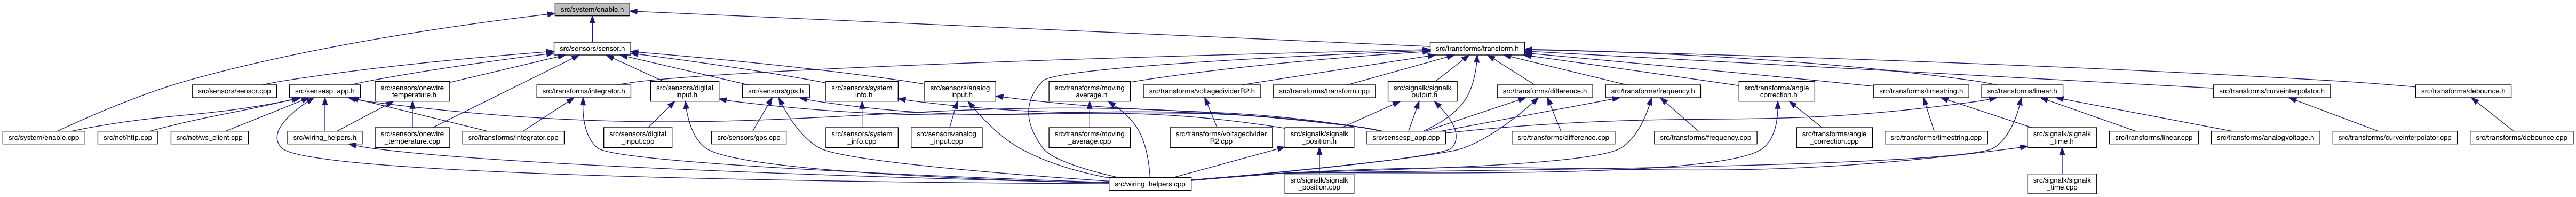 src/system/enable.h
src/sensors/sensor.h
src/transforms/transform.h
src/sensors/sensor.cpp
sensesp_app.h
src/sensors/onewire
_temperature.h
src/transforms/integrator.h
src/sensors/digital
_input.h
src/sensors/gps.h
src/sensors/system
_info.h
src/sensors/analog
_input.h
src/transforms/moving
_average.h
src/transforms/voltagedividerR2.h
src/transforms/transform.cpp
src/signalk/signalk
_output.h
src/transforms/difference.h
src/transforms/frequency.h
src/transforms/angle
_correction.h
src/transforms/timestring.h
src/transforms/linear.h
src/transforms/curveinterpolator.h
src/transforms/debounce.h
src/system/enable.cpp
src/net/http.cpp
src/net/ws_client.cpp
src/wiring_helpers.h
src/sensors/onewire
_temperature.cpp
src/transforms/integrator.cpp
src/sensors/digital
_input.cpp
src/sensors/gps.cpp
src/sensors/system
_info.cpp
src/sensors/analog
_input.cpp
src/transforms/moving
_average.cpp
src/transforms/voltagedivider
R2.cpp
src/signalk/signalk
_position.h
src/sensesp_app.cpp
src/transforms/difference.cpp
src/transforms/frequency.cpp
src/transforms/angle
_correction.cpp
src/transforms/timestring.cpp
src/signalk/signalk
_time.h
src/transforms/linear.cpp
src/transforms/analogvoltage.h
src/transforms/curveinterpolator.cpp
src/transforms/debounce.cpp
src/wiring_helpers.cpp
src/signalk/signalk
_position.cpp
src/signalk/signalk
_time.cpp